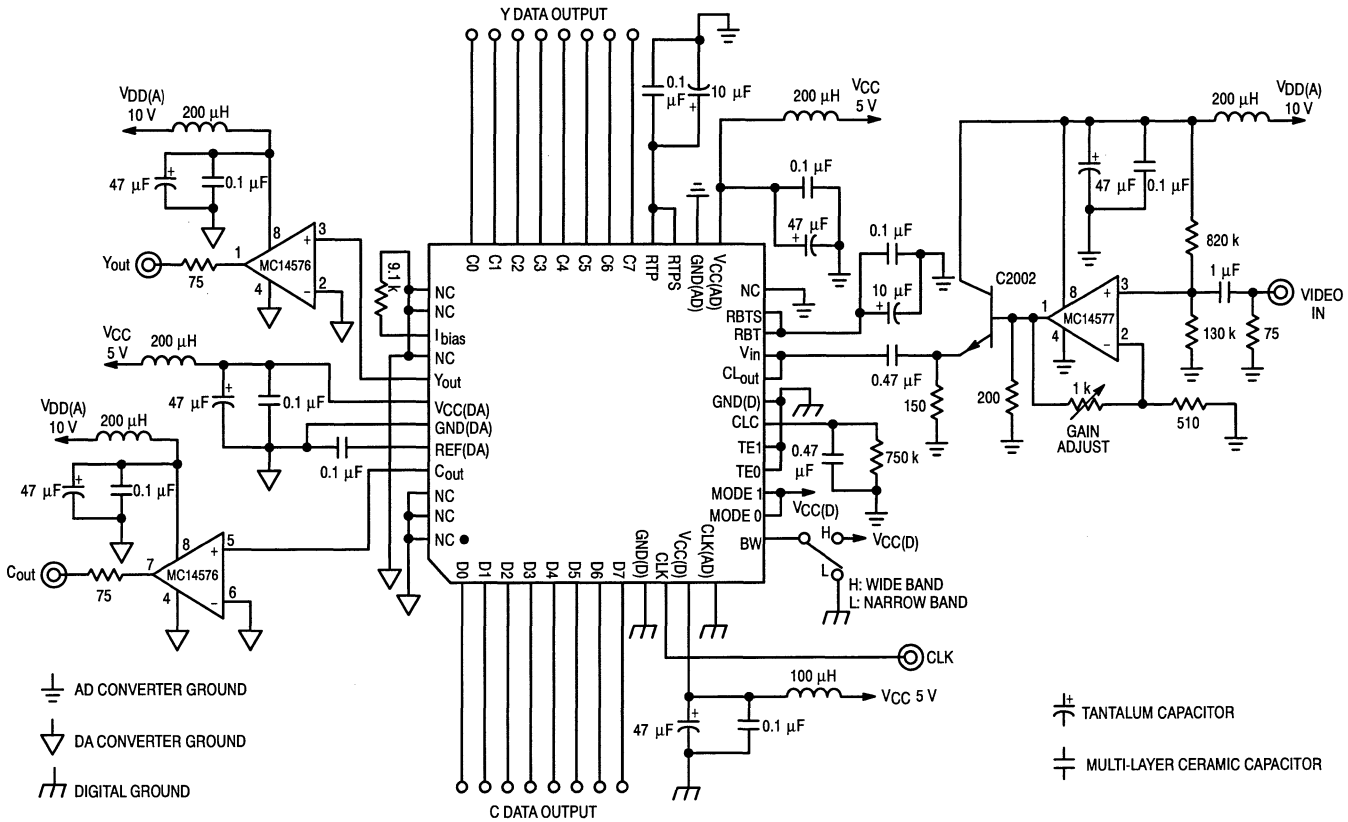 Y DATA OUTPUT
0.1
µF
10 µF
+
VDD(A)
10 V
200 µH
47 µF
+
0.1 µF
8
3
+
1
MC14576
2
–
4
Yout
75
VCC
5 V
200 µH
47 µF
+
0.1 µF
0.1 µF
VDD(A)
10 V
200 µH
47 µF
+
0.1 µF
8
5
+
7
MC14576
6
–
4
Cout
75
9.1 k
C0
C1
C2
C3
C4
C5
C6
C7
RTP
RTPS
GND(AD)
VCC(AD)
NC
NC
Ibias
NC
Yout
VCC(DA)
GND(DA)
REF(DA)
Cout
NC
NC
NC
D0
D1
D2
D3
D4
D5
D6
D7
GND(D)
CLK
VCC(D)
CLK(AD)
NC
RBTS
RBT
Vin
CLout
GND(D)
CLC
TE1
TE0
MODE 1
MODE 0
BW
200 µH
VCC
5 V
0.1 µF
47 µF
+
0.1 µF
10 µF
+
0.47 µF
150
C2002
200
0.47
µF
750 k
VCC(D)
H
VCC(D)
L
H: WIDE BAND
L: NARROW BAND
VDD(A)
10 V
200 µH
+
47 µF
0.1 µF
820 k
1 µF
VIDEO
IN
130 k
75
8
3
+
1
MC14577
2
–
4
1 k
GAIN
ADJUST
510
CLK
100 µH
VCC 5 V
47 µF
+
0.1 µF
C DATA OUTPUT
AD CONVERTER GROUND
DA CONVERTER GROUND
DIGITAL GROUND
+
TANTALUM CAPACITOR
MULTI-LAYER CERAMIC CAPACITOR